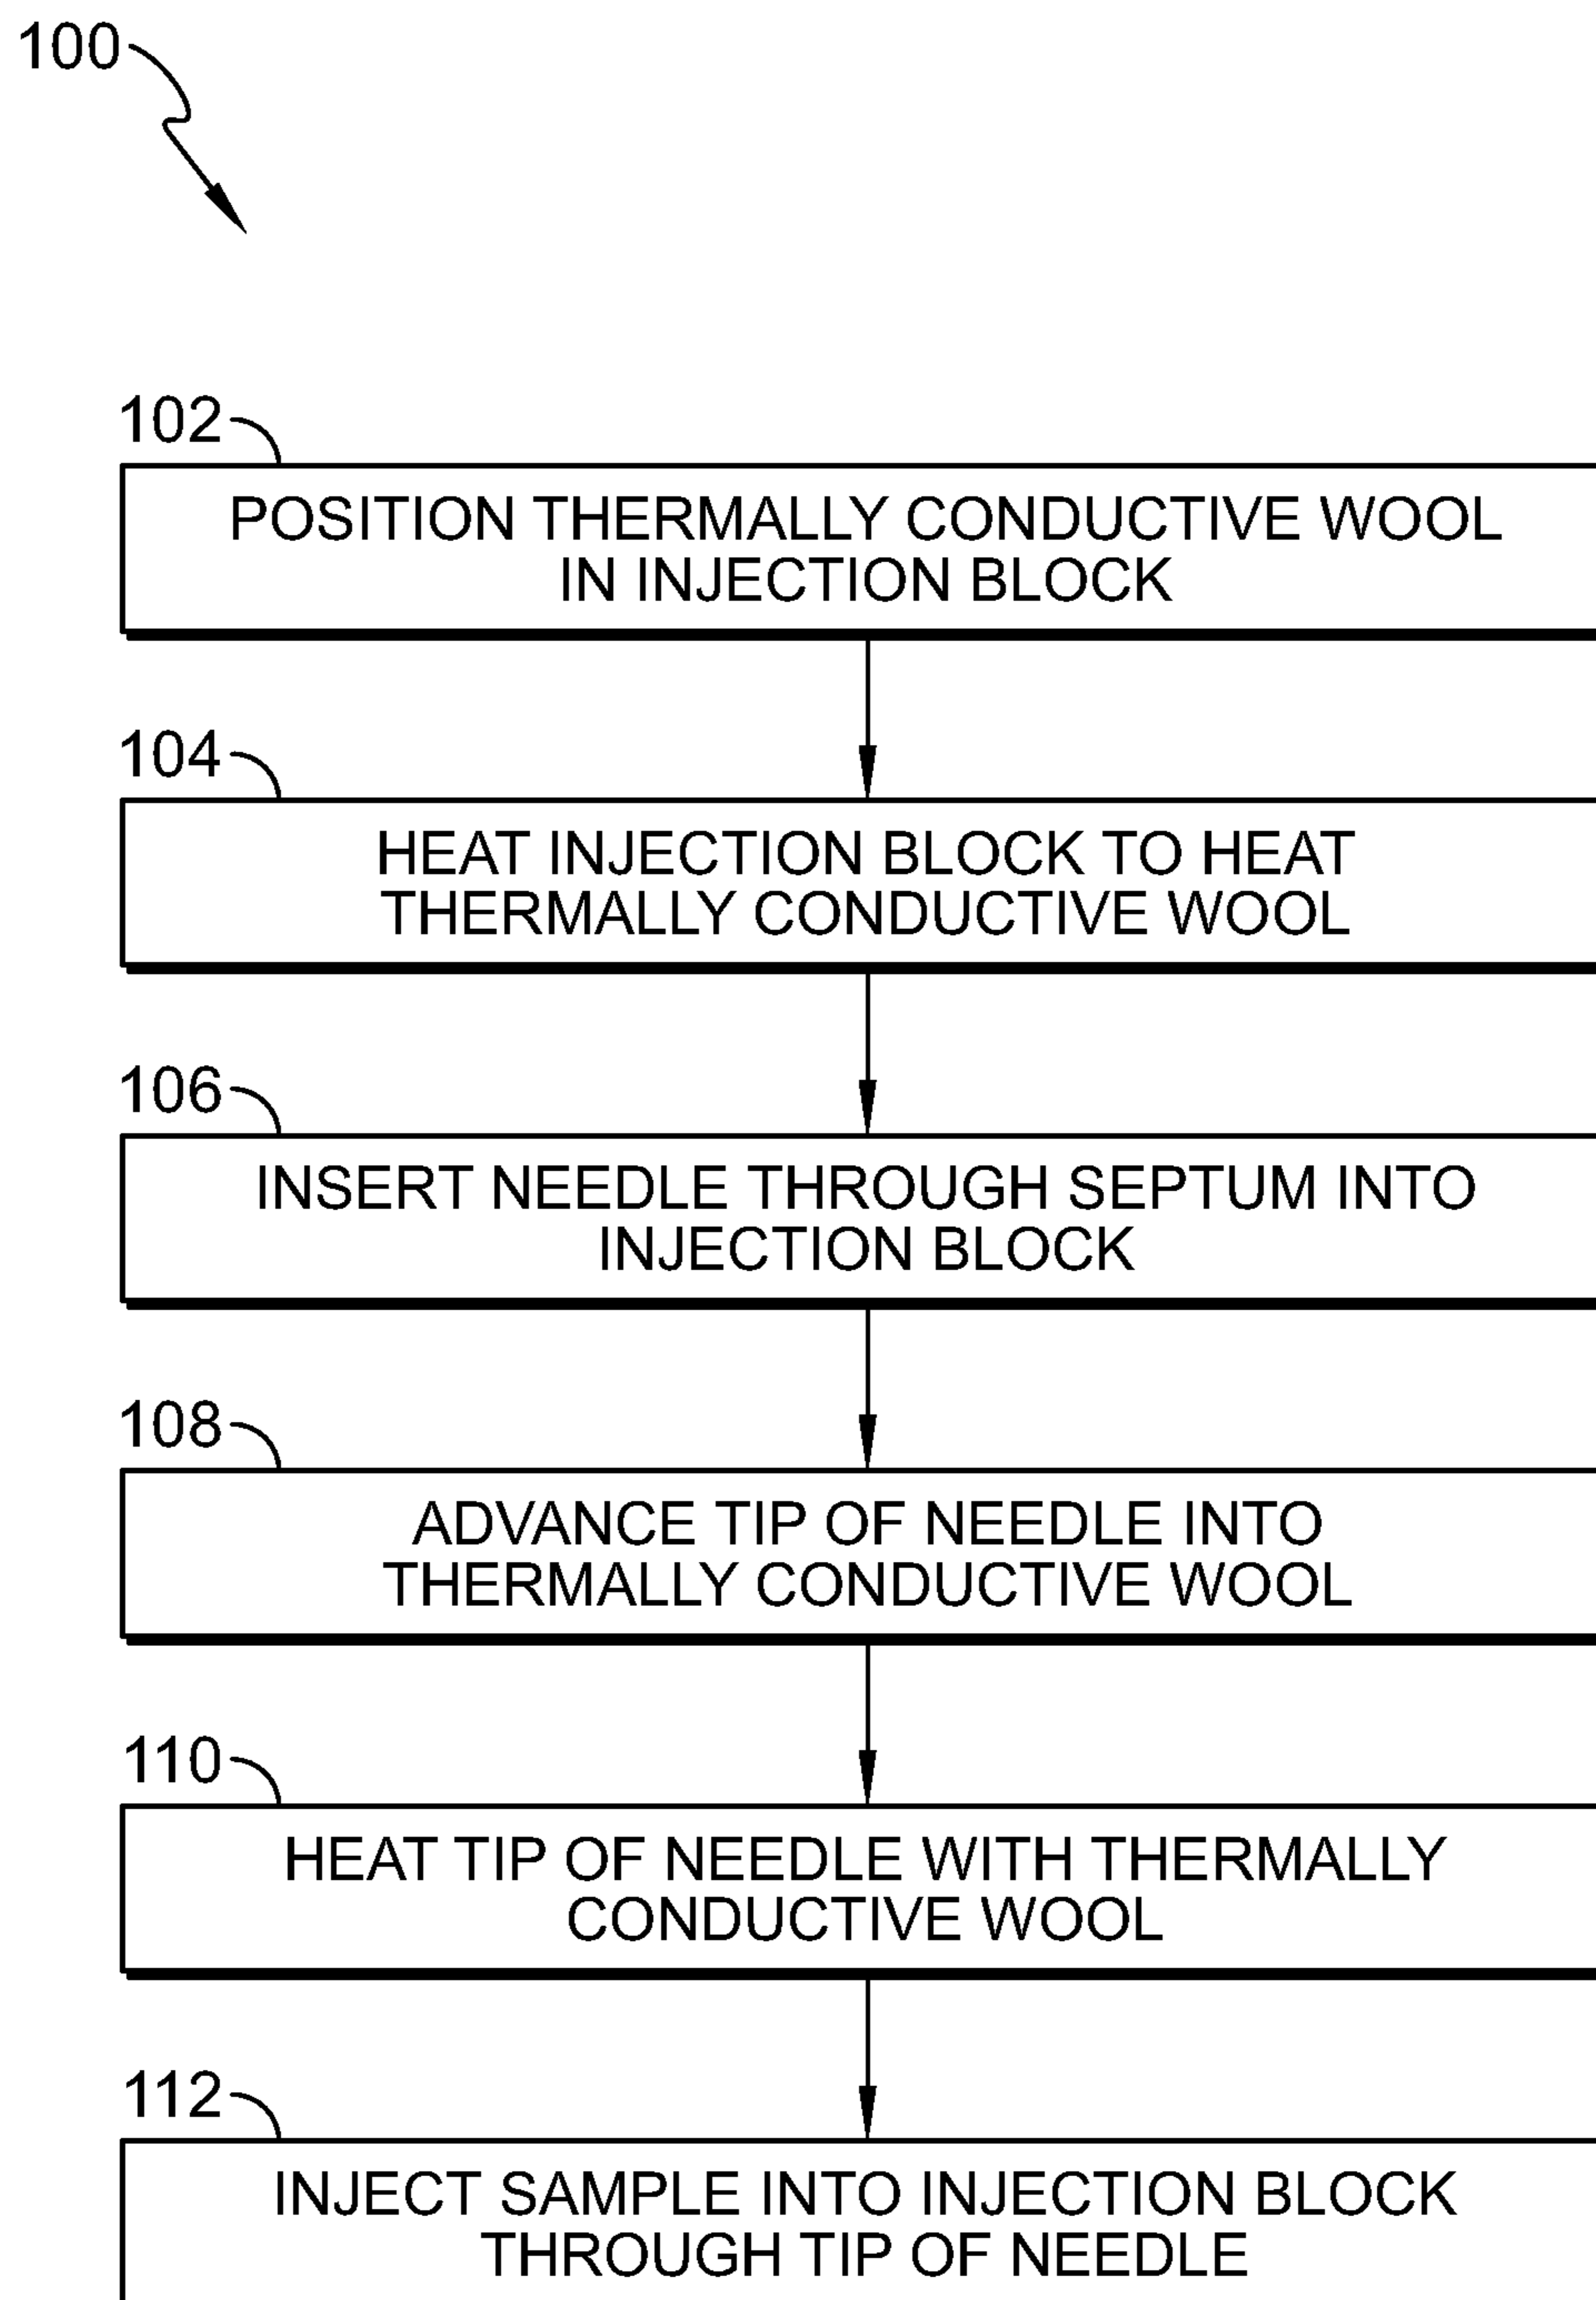 100
102
POSITION THERMALLY CONDUCTIVE WOOL
IN INJECTION BLOCK
104
HEAT INJECTION BLOCK TO HEAT
THERMALLY CONDUCTIVE WOOL
106
INSERT NEEDLE THROUGH SEPTUM INTO
INJECTION BLOCK
108
ADVANCE TIP OF NEEDLE INTO
THERMALLY CONDUCTIVE WOOL
110
HEAT TIP OF NEEDLE WITH THERMALLY
CONDUCTIVE WOOL
112
INJECT SAMPLE INTO INJECTION BLOCK
THROUGH TIP OF NEEDLE